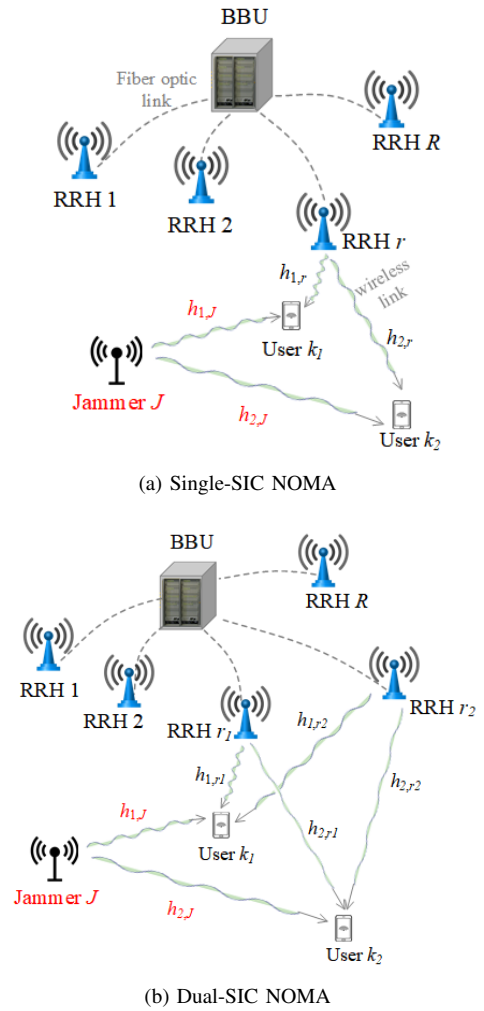 BBU
Fiber optic
link
RRH R
RRH 1
RRH 2
RRH r
h1,r
wireless
link
h1,J
User k1
h2,r
Jammer J
h2,J
User k2
(a) Single-SIC NOMA
BBU
RRH R
RRH 1
RRH 2
RRH r1
RRH r2
h1,r2
h1,r1
h2,r2
h1,J
h2,r1
User k1
Jammer J
h2,J
User k2
(b) Dual-SIC NOMA